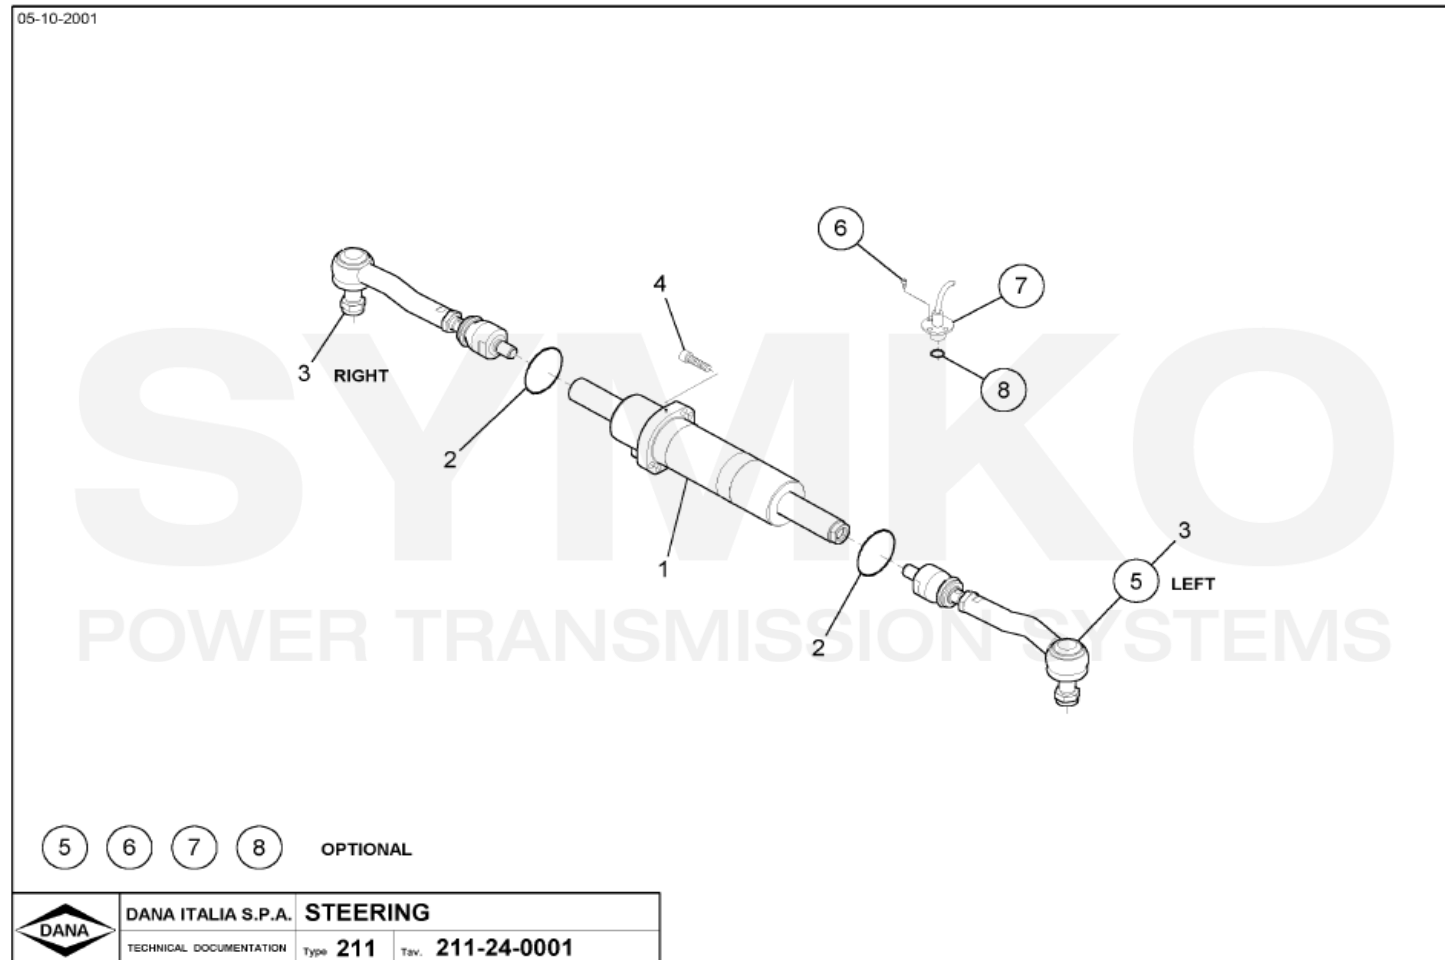 05-10-2001
6
7
4
8
3 RIGHT
2
SYMKO
3
1
5 LEFT
2
POWER TRANSMISSION SYSTEMS
5 6 7 8 OPTIONAL
DANA
DANA ITALIA S.P.A. STEERING
TECHNICAL DOCUMENTATION Type 211 Tav. 211-24-0001